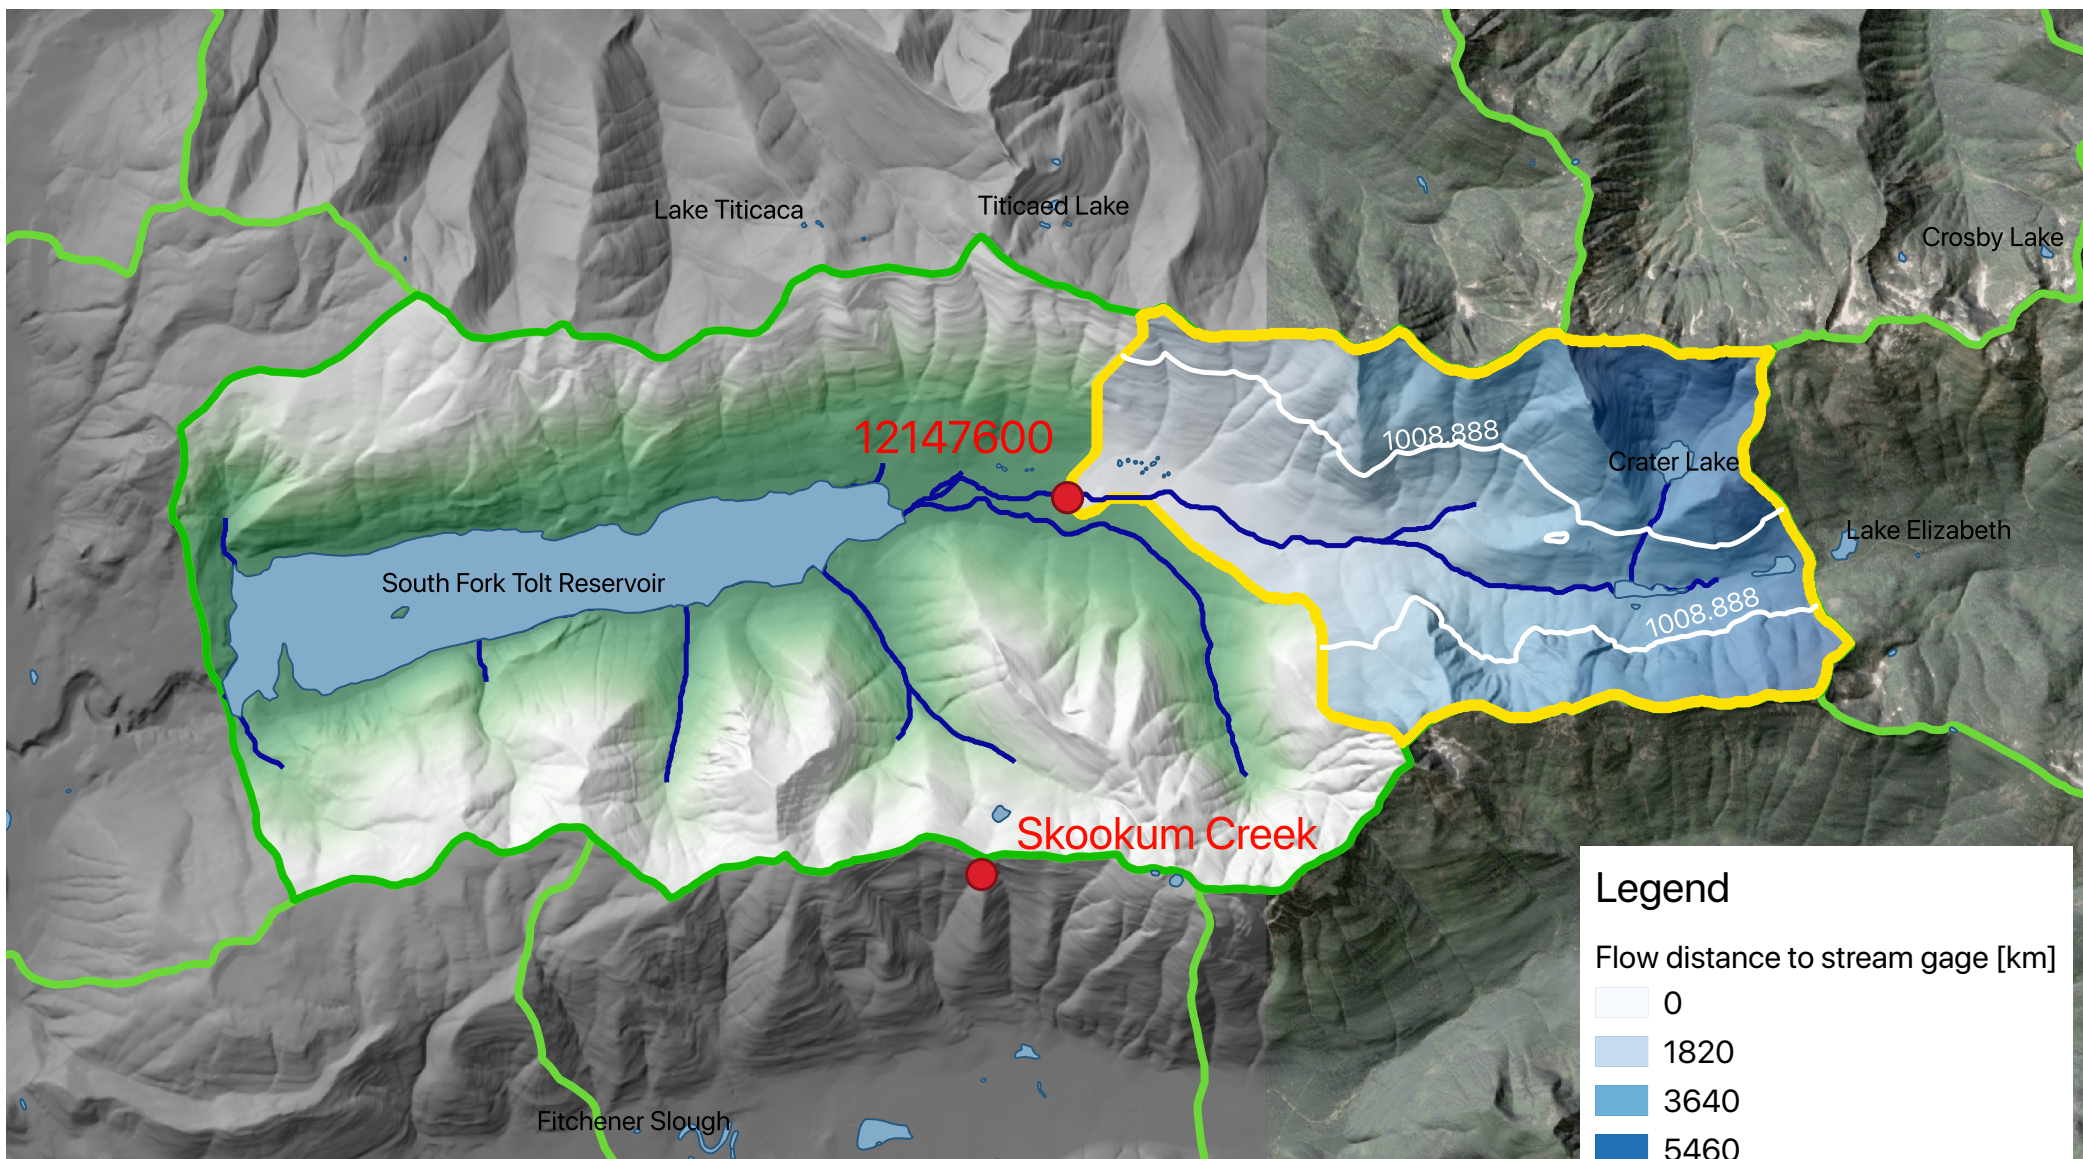 Lake Titicaca
Titicaed Lake
Crosby Lake
12147600
1008.888
Crater Lake
Lake Elizabeth
South Fork Tolt Reservoir
1008.888
Skookum Creek
Fitchener Slough
Legend
Flow distance to stream gage [km]
0
1820
3640
5460